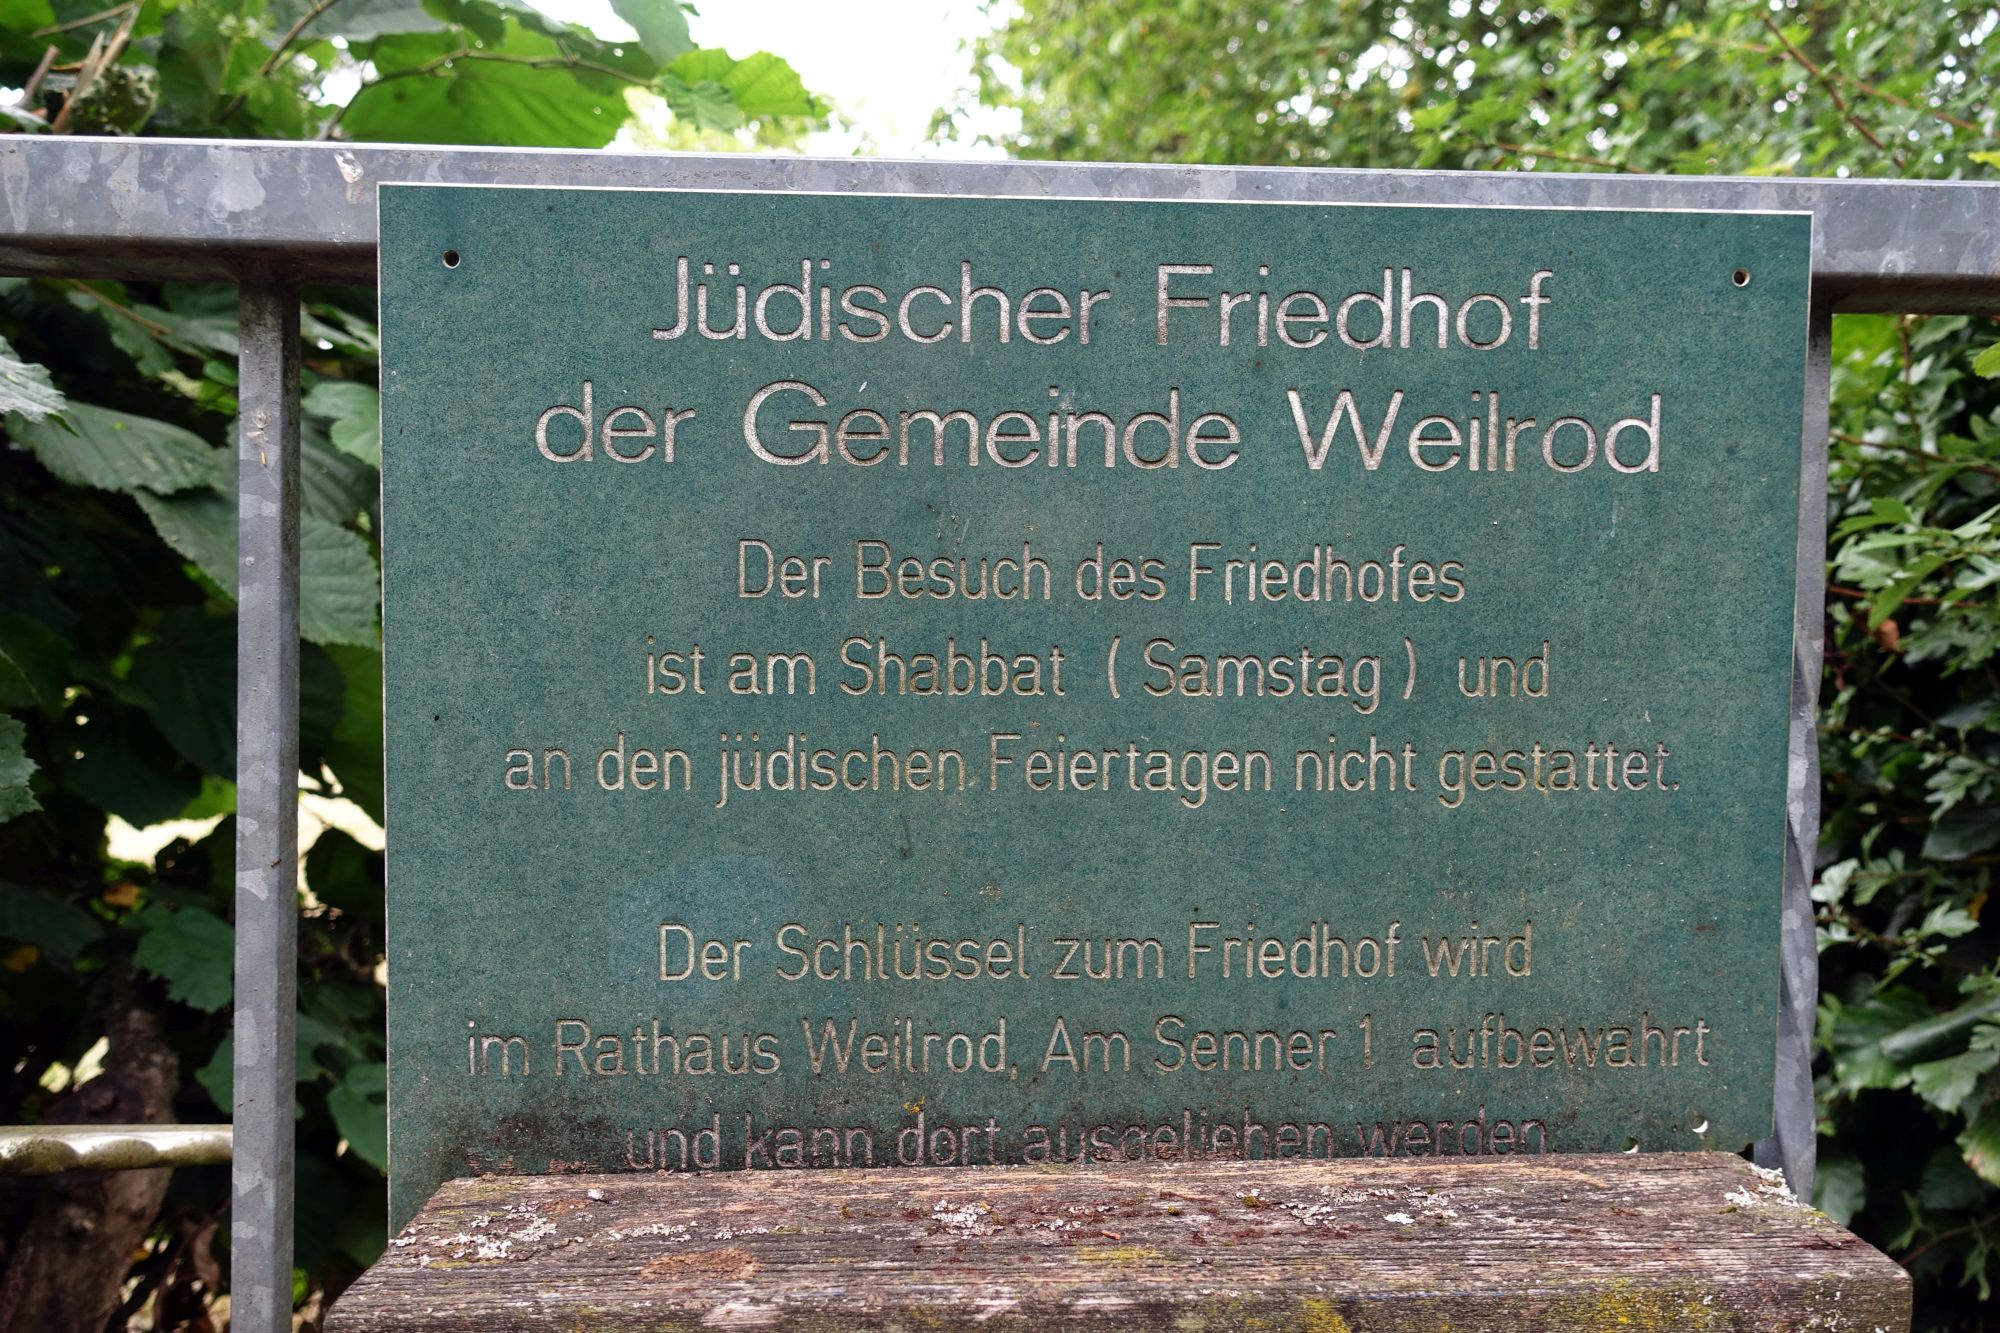 Jüdischer Friedhof
der Gemeinde Weilrod
Der Besuch des Friedhofes
ist am Shabbat (Samstag) und
an den jüdischen Feiertagen nicht gestattet.
Der Schlüssel zum Friedhof wird
im Rathaus Weilrod, Am Senner 1 aufbewahrt
und kann dort ausgeliehen werden.